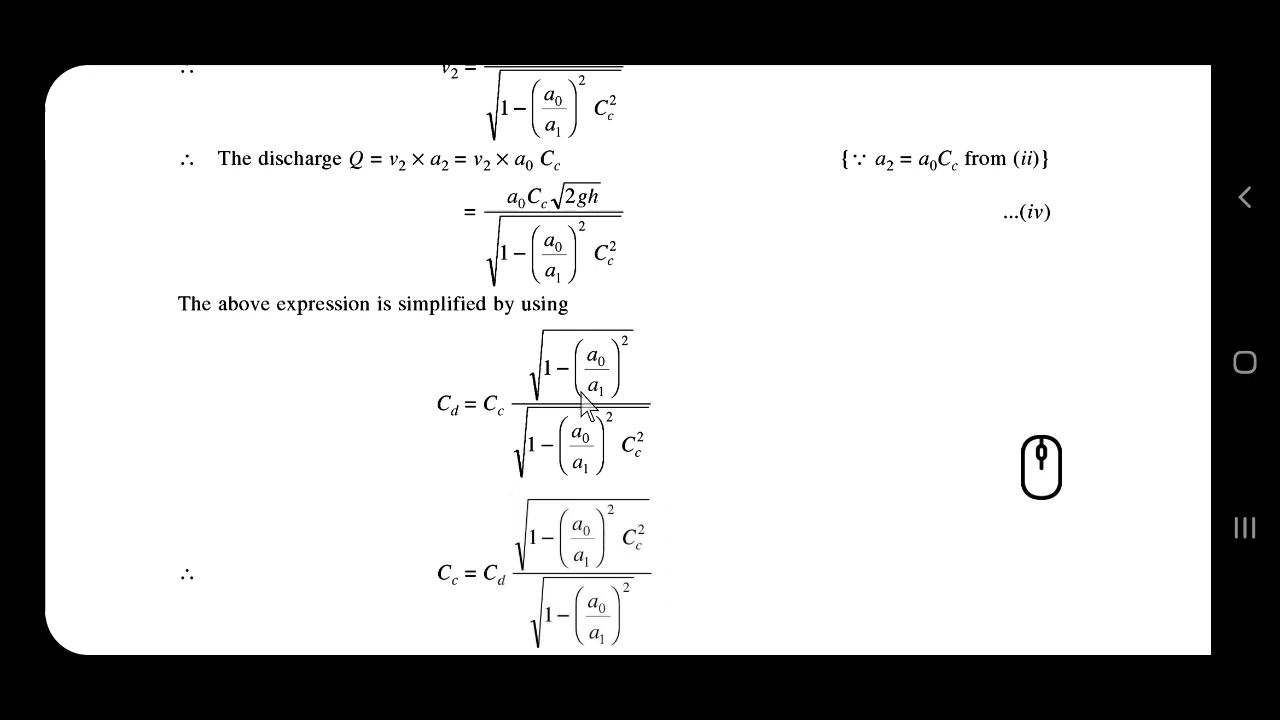 ∴ v₂ = / √(1 − (a₀/a₁)² C_c²)
∴ The discharge Q = v₂ × a₂ = v₂ × a₀ C_c {∵ a₂ = a₀C_c from (ii)}
= a₀C_c√(2gh) / √(1 − (a₀/a₁)² C_c²) ...(iv)
The above expression is simplified by using
C_d = C_c √(1 − (a₀/a₁)²) / √(1 − (a₀/a₁)² C_c²)
∴ C_c = C_d √(1 − (a₀/a₁)² C_c²) / √(1 − (a₀/a₁)²)